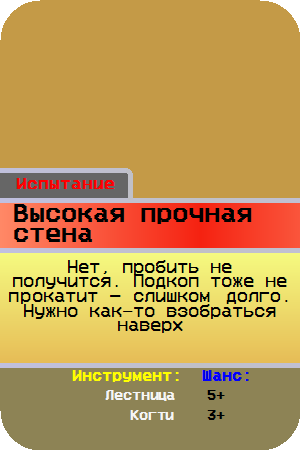 Испытание
Высокая прочная
стена
Нет, пробить не
получится. Подкоп тоже не
прокатит - слишком долго.
Нужно как-то взобраться
наверх
Инструмент: Шанс:
Лестница 5+
Когти 3+